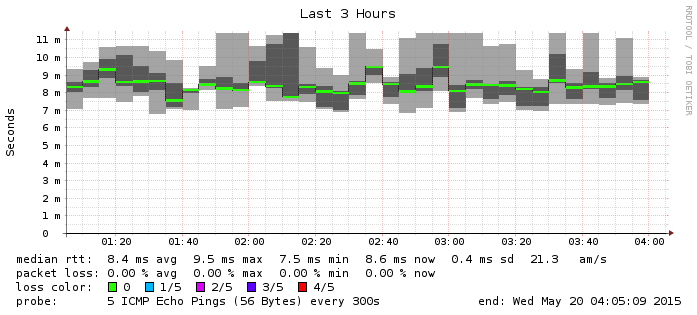 Last 3 Hours
RRDTOOL / TOBI OETIKER
Seconds
11 m
10 m
9 m
8 m
7 m
6 m
5 m
4 m
3 m
2 m
1 m
0
01:20 01:40 02:00 02:20 02:40 03:00 03:20 03:40 04:00
median rtt: 8.4 ms avg 9.5 ms max 7.5 ms min 8.6 ms now 0.4 ms sd 21.3 am/s
packet loss: 0.00 % avg 0.00 % max 0.00 % min 0.00 % now
loss color: 0 1/5 2/5 3/5 4/5
probe: 5 ICMP Echo Pings (56 Bytes) every 300s end: Wed May 20 04:05:09 2015